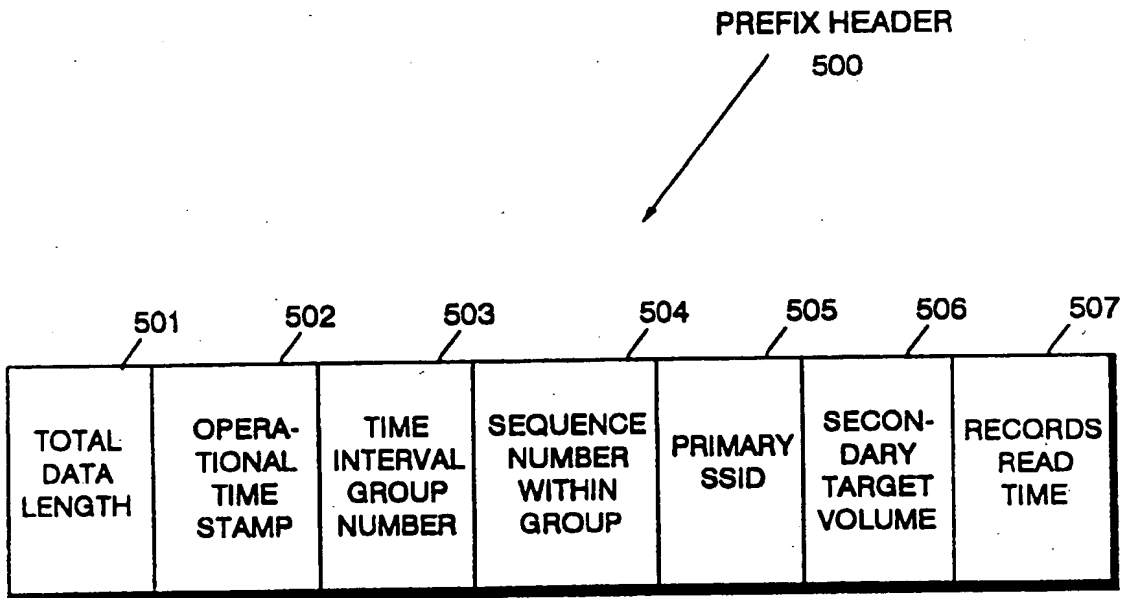 PREFIX HEADER
500
501
502
503
504
505
506
507
TOTAL
DATA
LENGTH
OPERA-
TIONAL
TIME
STAMP
TIME
INTERVAL
GROUP
NUMBER
SEQUENCE
NUMBER
WITHIN
GROUP
PRIMARY
SSID
SECON-
DARY
TARGET
VOLUME
RECORDS
READ
TIME